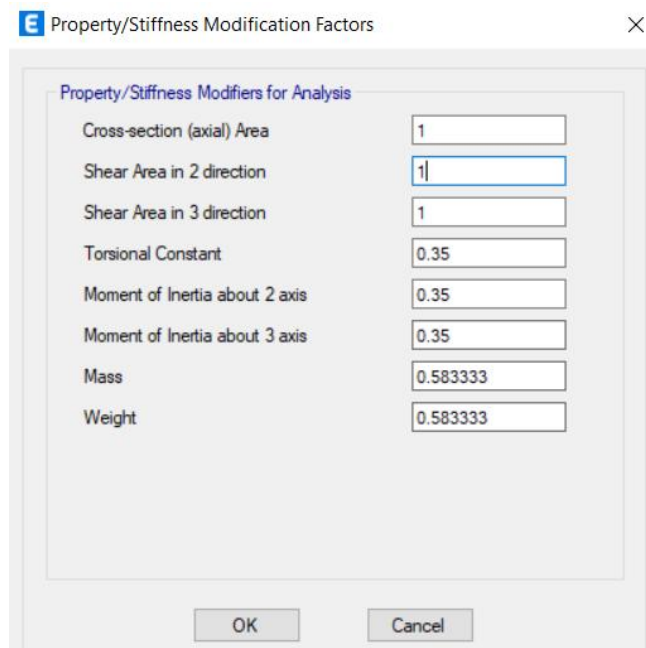 E Property/Stiffness Modification Factors
Property/Stiffness Modifiers for Analysis
Cross-section (axial) Area 1
Shear Area in 2 direction 1
Shear Area in 3 direction 1
Torsional Constant 0.35
Moment of Inertia about 2 axis 0.35
Moment of Inertia about 3 axis 0.35
Mass 0.583333
Weight 0.583333
OK Cancel